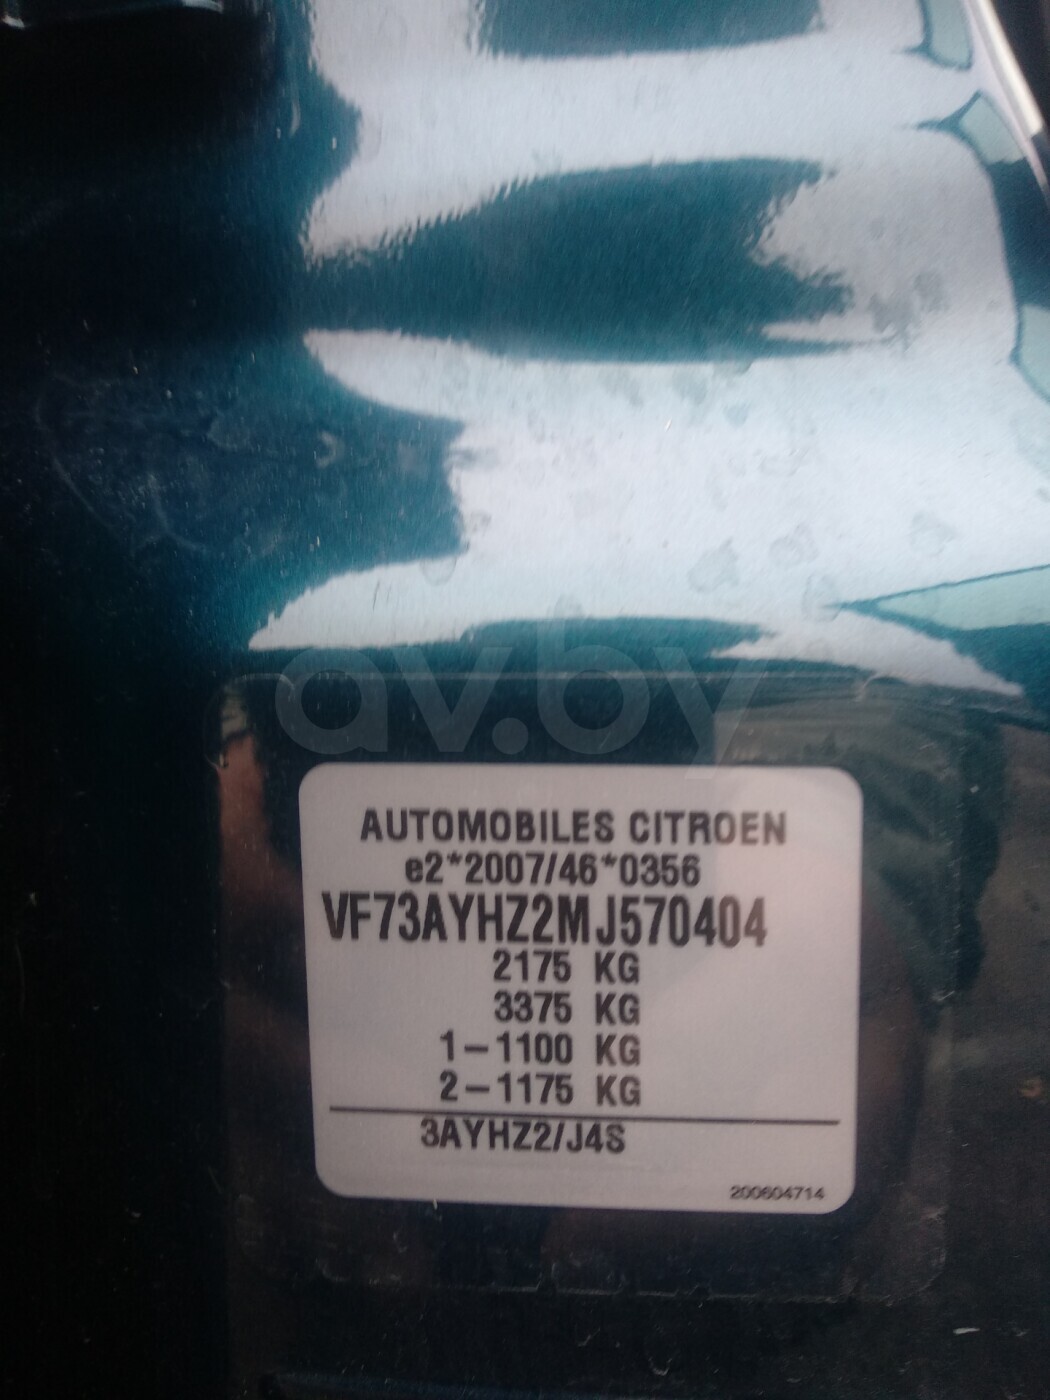 av.by
AUTOMOBILES CITROEN
e2*2007/46*0356
VF73AYHZ2MJ570404
2175 KG
3375 KG
1-1100 KG
2-1175 KG
3AYHZ2/J4S
200604714